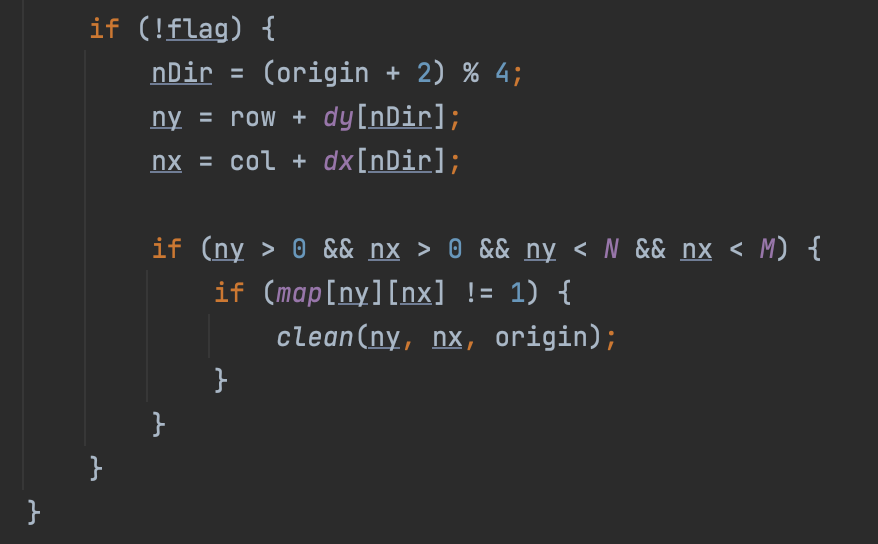 if (!flag) {
nDir = (origin + 2) % 4;
ny = row + dy[nDir];
nx = col + dx[nDir];
if (ny > 0 && nx > 0 && ny < N && nx < M) {
if (map[ny][nx] != 1) {
clean(ny, nx, origin);
}
}
}
}